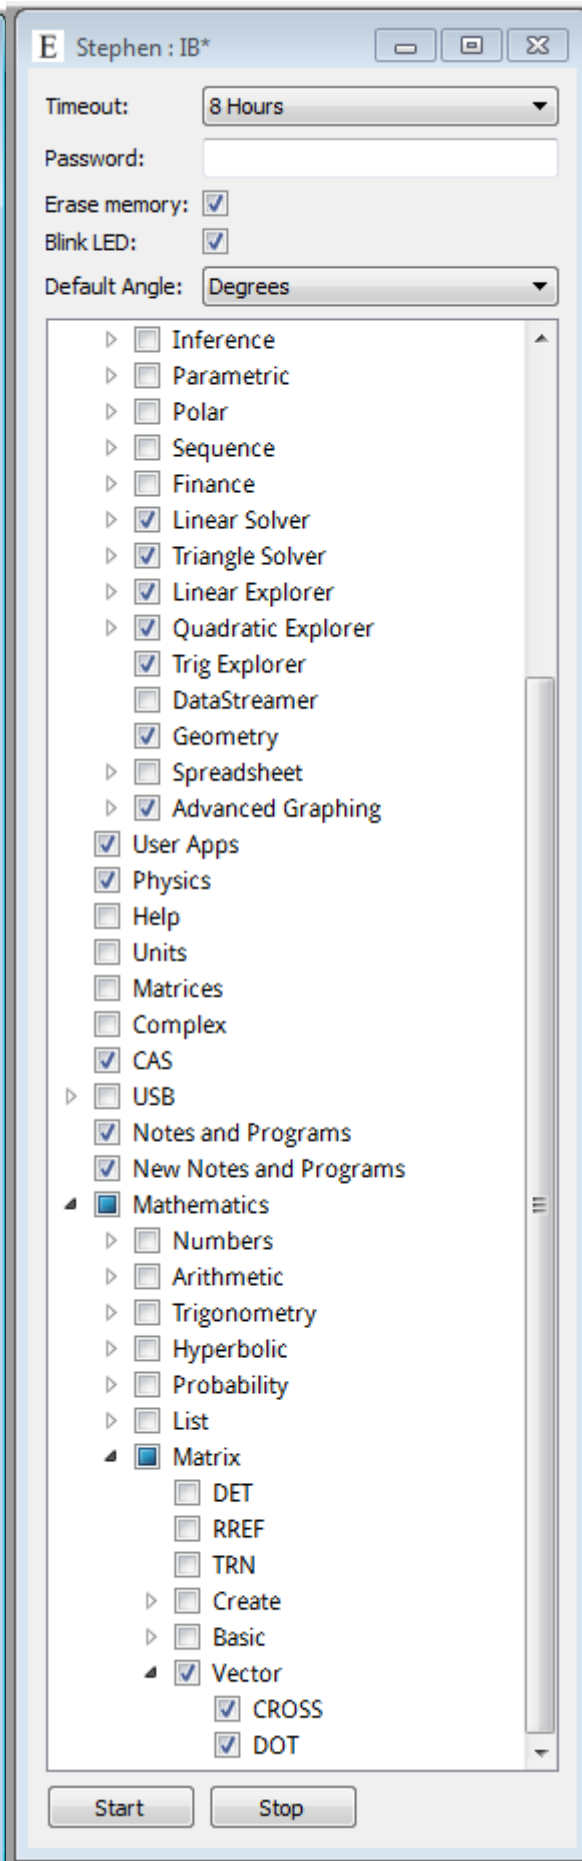 E Stephen : IB*
Timeout: 8 Hours
Password:
Erase memory:
Blink LED:
Default Angle: Degrees
Inference
Parametric
Polar
Sequence
Finance
Linear Solver
Triangle Solver
Linear Explorer
Quadratic Explorer
Trig Explorer
DataStreamer
Geometry
Spreadsheet
Advanced Graphing
User Apps
Physics
Help
Units
Matrices
Complex
CAS
USB
Notes and Programs
New Notes and Programs
Mathematics
Numbers
Arithmetic
Trigonometry
Hyperbolic
Probability
List
Matrix
DET
RREF
TRN
Create
Basic
Vector
CROSS
DOT
Start Stop